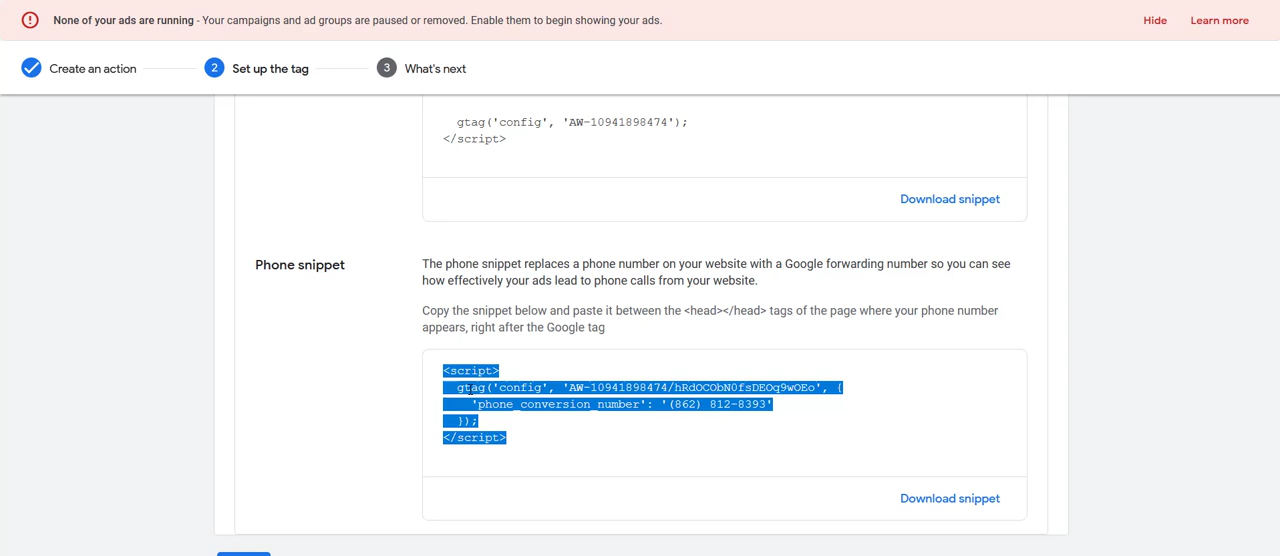 None of your ads are running - Your campaigns and ad groups are paused or removed. Enable them to begin showing your ads.
Hide
Learn more
Create an action
2
Set up the tag
3
What's next
gtag('config', 'AW-10941898474');
</script>
Download snippet
Phone snippet
The phone snippet replaces a phone number on your website with a Google forwarding number so you can see
how effectively your ads lead to phone calls from your website.
Copy the snippet below and paste it between the <head></head> tags of the page where your phone number
appears, right after the Google tag
<script>
gtag('config', 'AW-10941898474/hRdOCObN0fsDEOq9wOEo', {
'phone_conversion_number': '(862) 812-8393'
});
</script>
Download snippet